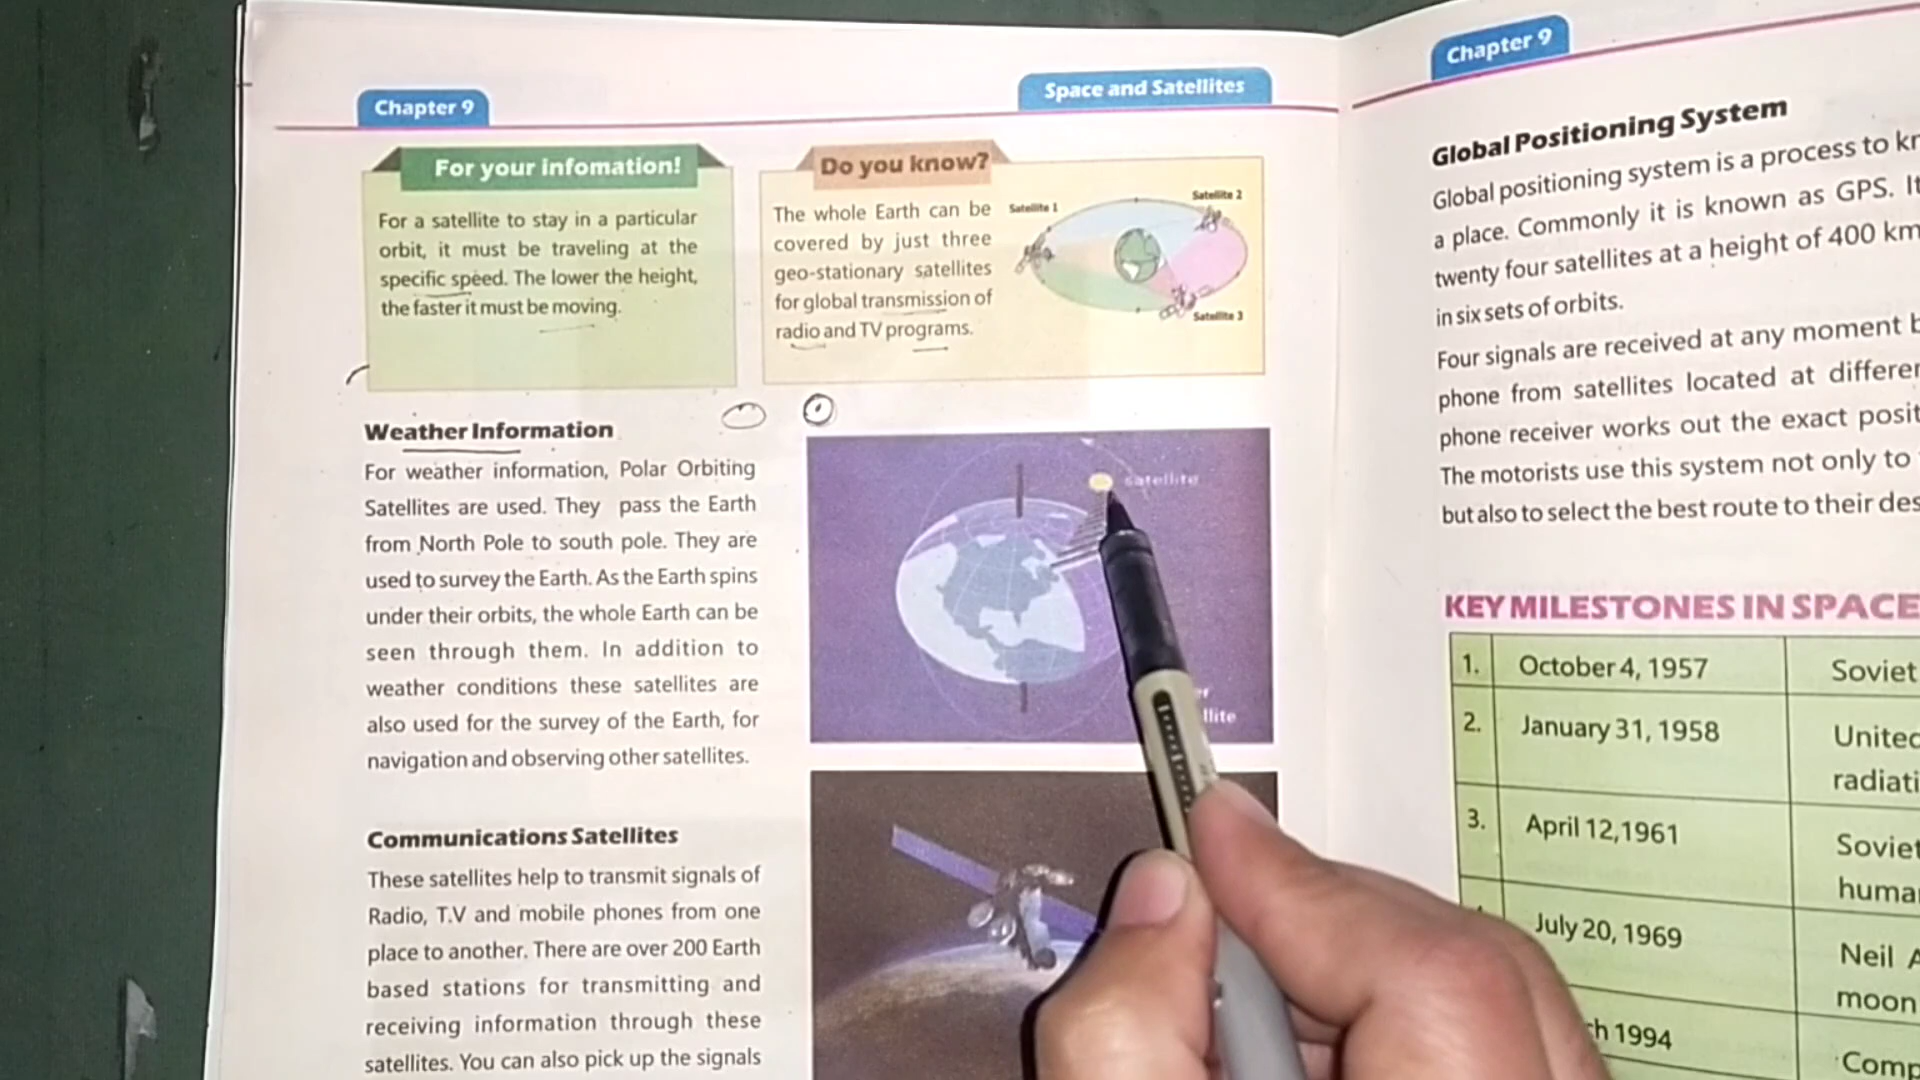 Chapter 9
Space and Satellites
For your infomation!
For a satellite to stay in a particular
orbit, it must be traveling at the
specific speed. The lower the height,
the faster it must be moving.
Do you know?
The whole Earth can be
covered by just three
geo-stationary satellites
for global transmission of
radio and TV programs.
Satellite 1
Satellite 2
Satellite 3
Weather Information
For weather information, Polar Orbiting
Satellites are used. They pass the Earth
from North Pole to south pole. They are
used to survey the Earth. As the Earth spins
under their orbits, the whole Earth can be
seen through them. In addition to
weather conditions these satellites are
also used for the survey of the Earth, for
navigation and observing other satellites.
satellite
Communications Satellites
These satellites help to transmit signals of
Radio, T.V and mobile phones from one
place to another. There are over 200 Earth
based stations for transmitting and
receiving information through these
satellites. You can also pick up the signals
Chapter 9
Global Positioning System
Global positioning system is a process to
a place. Commonly it is known as GPS. It
twenty four satellites at a height of 400 km
in six sets of orbits.
Four signals are received at any moment
phone from satellites located at
phone receiver works out the exact
The motorists use this system not only to
but also to select the best route to their
KEY MILESTONES IN SPACE
1. October 4, 1957 Soviet
2. January 31, 1958
3. April 12,1961 Soviet
July 20, 1969 Neil
moon
1994